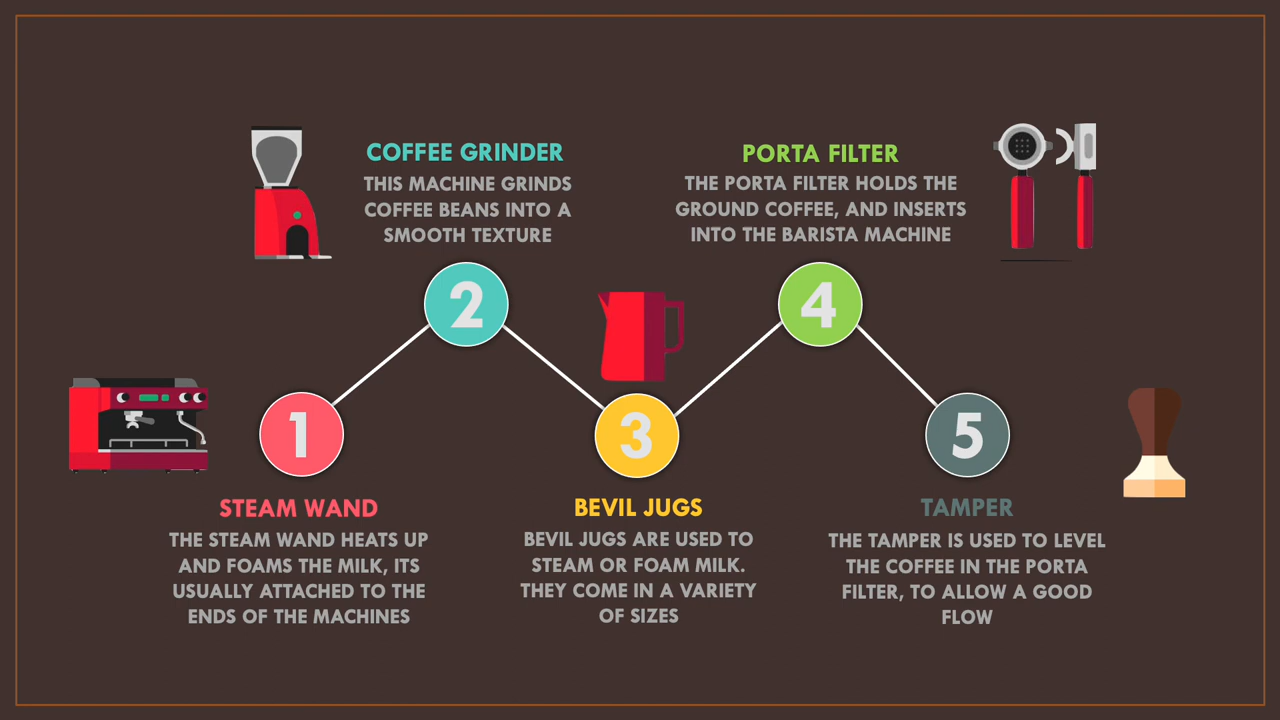 COFFEE GRINDER
THIS MACHINE GRINDS
COFFEE BEANS INTO A
SMOOTH TEXTURE
PORTA FILTER
THE PORTA FILTER HOLDS THE
GROUND COFFEE, AND INSERTS
INTO THE BARISTA MACHINE
2
4
1
3
5
STEAM WAND
THE STEAM WAND HEATS UP
AND FOAMS THE MILK, ITS
USUALLY ATTACHED TO THE
ENDS OF THE MACHINES
BEVIL JUGS
BEVIL JUGS ARE USED TO
STEAM OR FOAM MILK.
THEY COME IN A VARIETY
OF SIZES
TAMPER
THE TAMPER IS USED TO LEVEL
THE COFFEE IN THE PORTA
FILTER, TO ALLOW A GOOD
FLOW